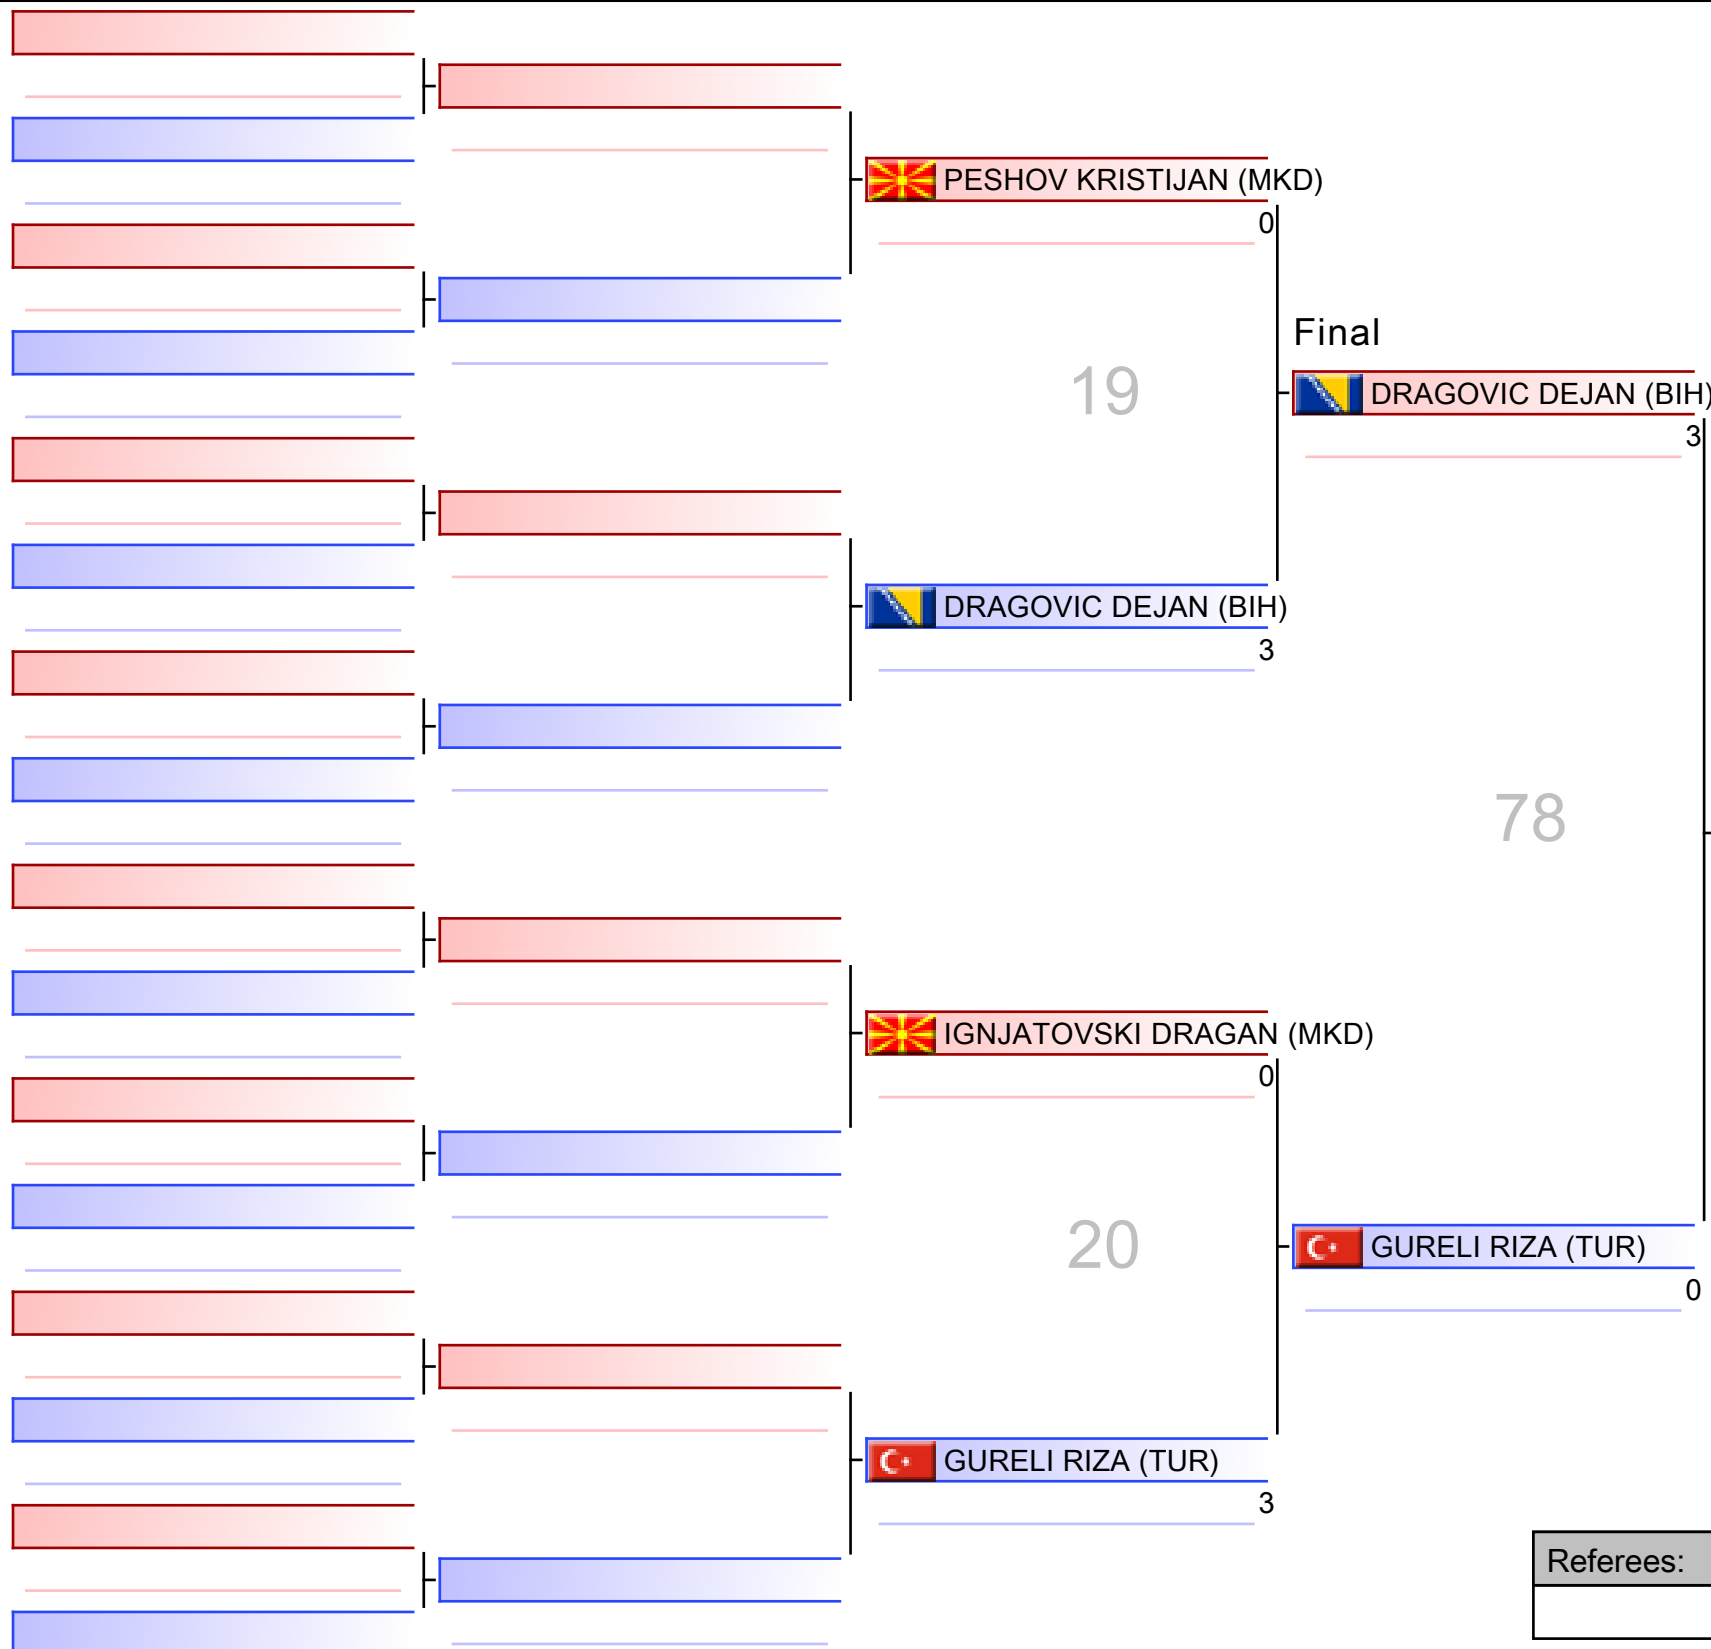 PESHOV KRISTIJAN (MKD)
0
19
Final
DRAGOVIC DEJAN (BIH)
3
DRAGOVIC DEJAN (BIH)
3
78
IGNJATOVSKI DRAGAN (MKD)
0
20
GURELI RIZA (TUR)
0
GURELI RIZA (TUR)
3
Referees: